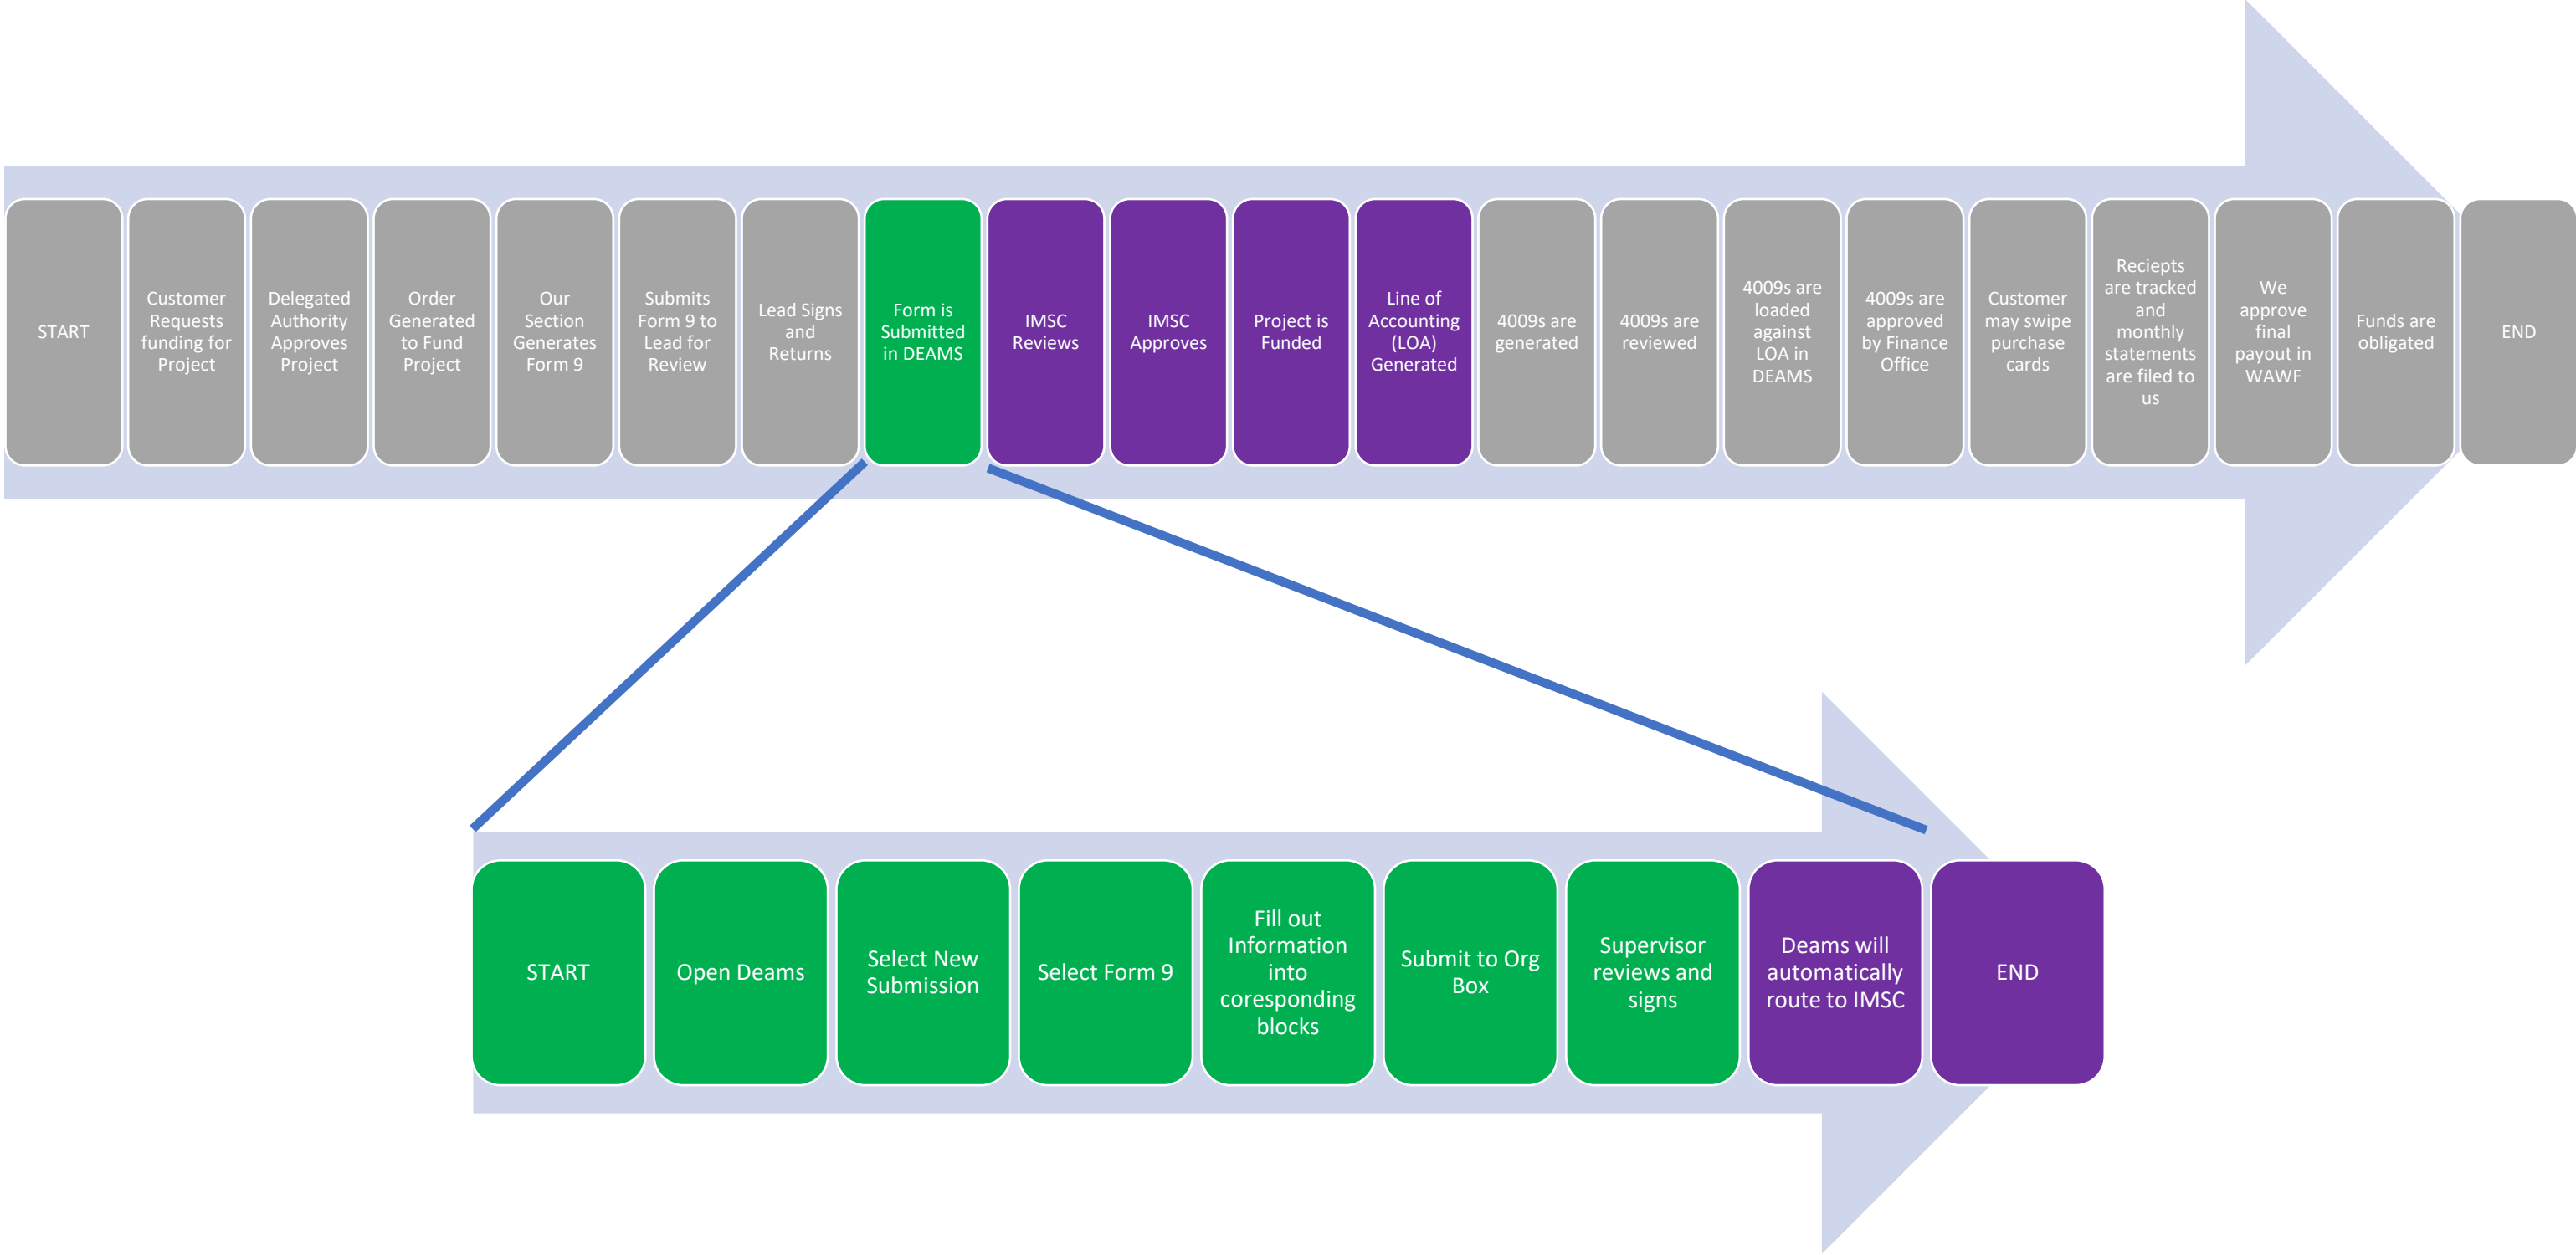 START
Customer
Requests
funding for
Project
Delegated
Authority
Approves
Project
Order
Generated
to Fund
Project
Our
Section
Generates
Form 9
Submits
Form 9 to
Lead for
Review
Lead Signs
and
Returns
Form is
Submitted
in DEAMS
IMSC
Reviews
IMSC
Approves
Project is
Funded
Line of
Accounting
(LOA)
Generated
4009s are
generated
4009s are
reviewed
4009s are
loaded
against
LOA in
DEAMS
4009s are
approved
by Finance
Office
Customer
may swipe
purchase
cards
Reciepts
are tracked
and
monthly
statements
are filed to
us
We
approve
final
payout in
WAWF
Funds are
obligated
END
START
Open Deams
Select New
Submission
Select Form 9
Fill out
Information
into
coresponding
blocks
Submit to Org
Box
Supervisor
reviews and
signs
Deams will
automatically
route to IMSC
END